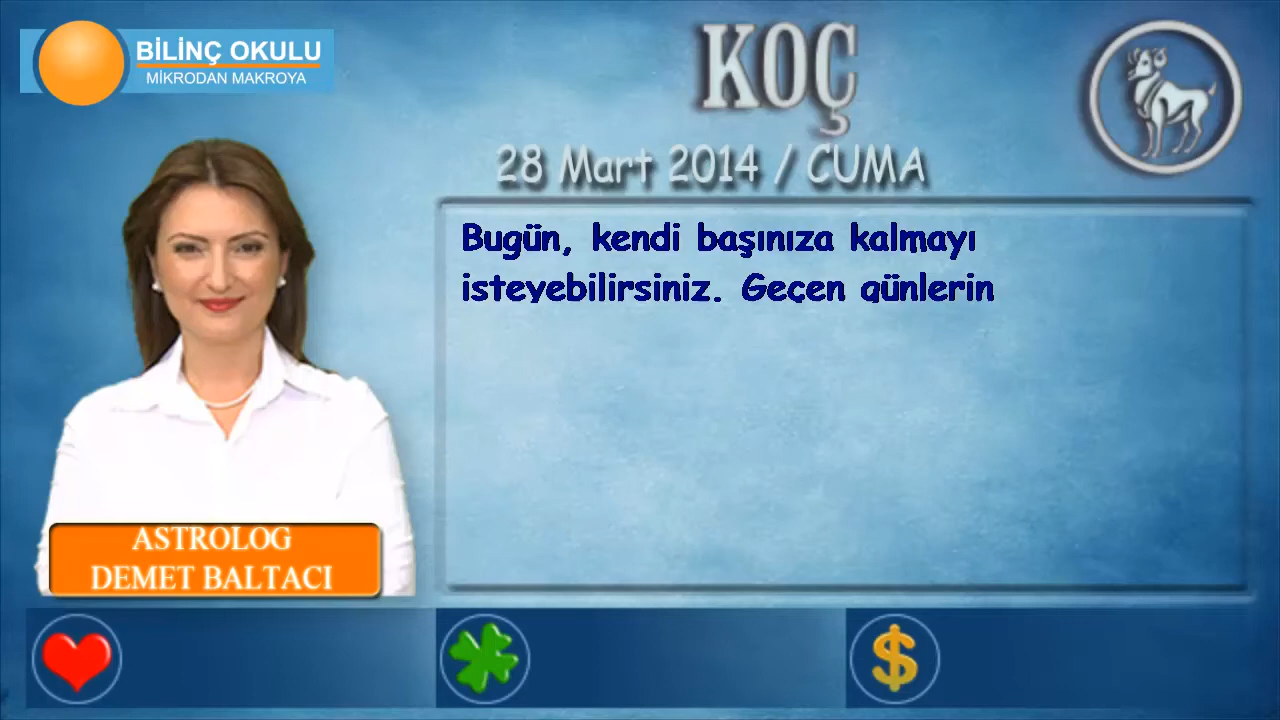 BİLİNÇ OKULU
MİKRODAN MAKROYA
KOÇ
28 Mart 2014 / CUMA
Bugün, kendi başınıza kalmayı
isteyebilirsiniz. Geçen günlerin
ASTROLOG
DEMET BALTACI